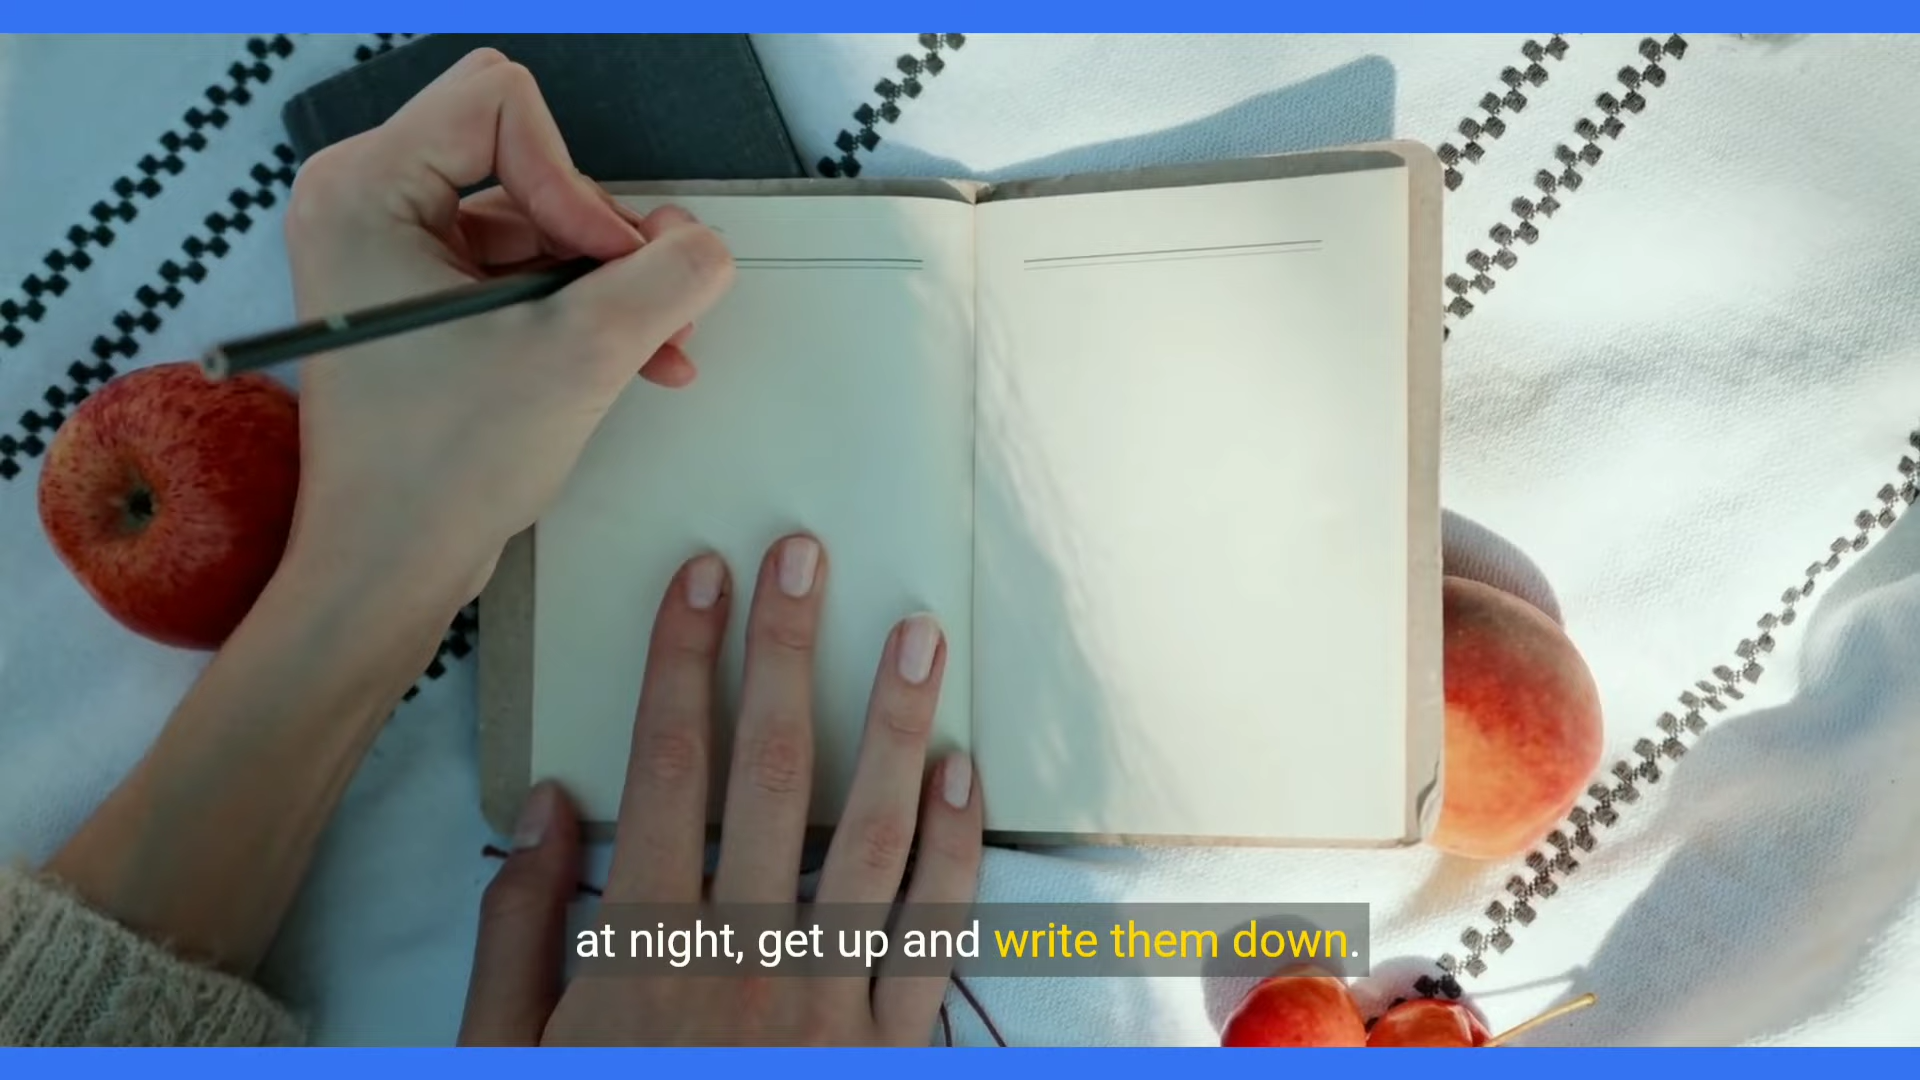 at night, get up and write them down.